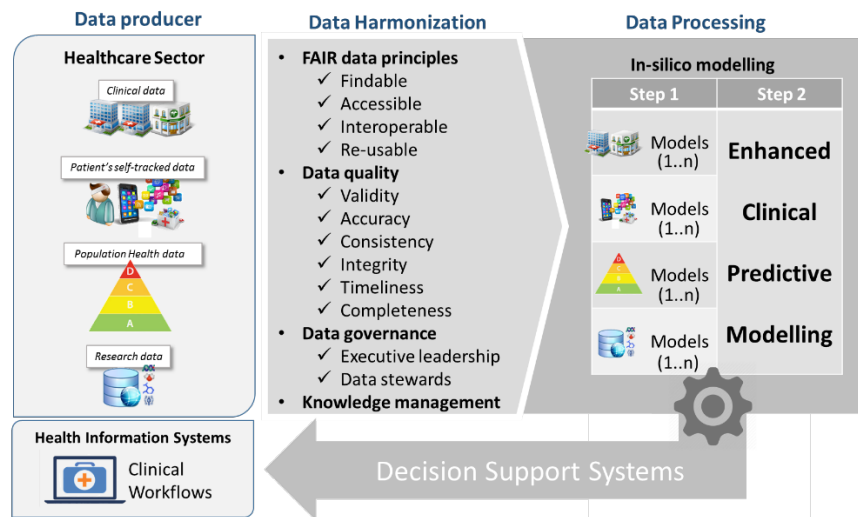 Data producer
Healthcare Sector
Clinical data
Patient's self-tracked data
Population Health data
D
C
B
A
Research data
Health Information Systems
Clinical
Workflows
Data Harmonization
• FAIR data principles
✓ Findable
✓ Accessible
✓ Interoperable
✓ Re-usable
• Data quality
✓ Validity
✓ Accuracy
✓ Consistency
✓ Integrity
✓ Timeliness
✓ Completeness
• Data governance
✓ Executive leadership
✓ Data stewards
• Knowledge management
Data Processing
In-silico modelling
Step 1
Step 2
Models
(1..n)
Models
(1..n)
D
C
B
A
Models
(1..n)
Models
(1..n)
Enhanced
Clinical
Predictive
Modelling
Decision Support Systems